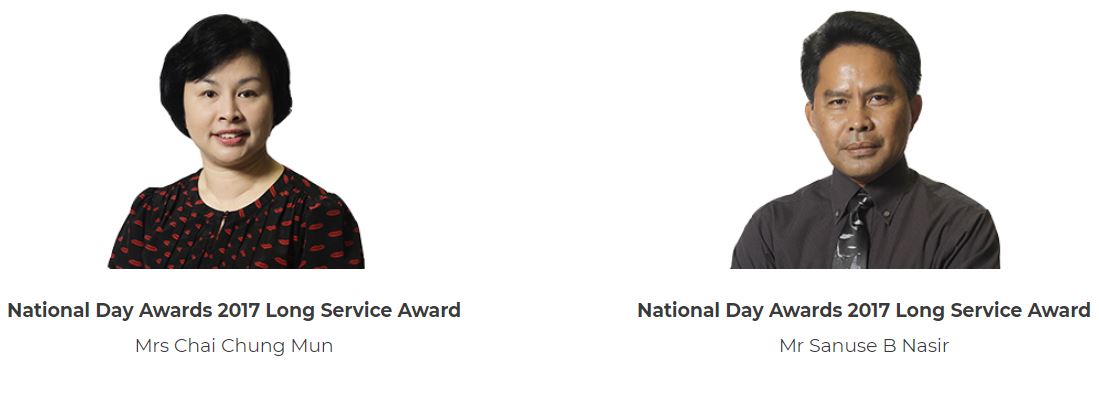 National Day Awards 2017 Long Service Award
Mrs Chai Chung Mun
National Day Awards 2017 Long Service Award
Mr Sanuse B Nasir